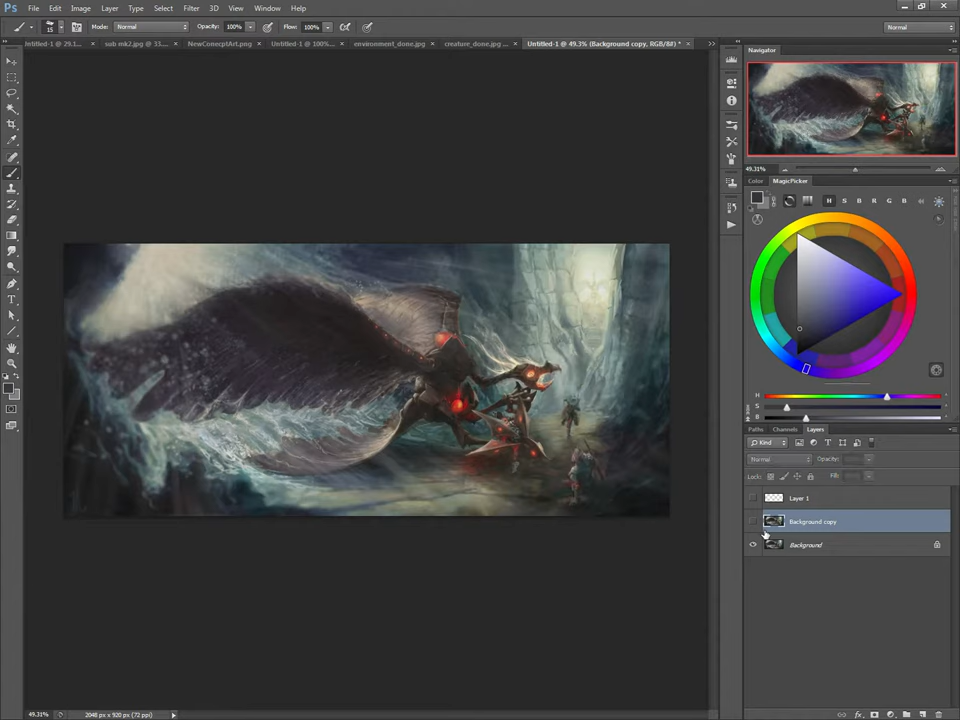 Ps File Edit Image Layer Type Select Filter 3D View Window Help
15 Mode: Normal Opacity: 100% Flow: 100% Normal
Untitled-1 @ 29.1... × sub mk2.jpg @ 33.... × NewConecptArt.png × Untitled-1 @ 100%... × environment_done.jpg × creature_done.jpg ... × Untitled-1 @ 49.3% (Background copy, RGB/8#) * ×
Navigator
49.31%
Color MagicPicker
H S B R G B
H
S
B
Paths Channels Layers
Kind
Normal Opacity:
Lock: Fill:
Layer 1
Background copy
Background
49.31% 2048 px x 920 px (72 ppi)